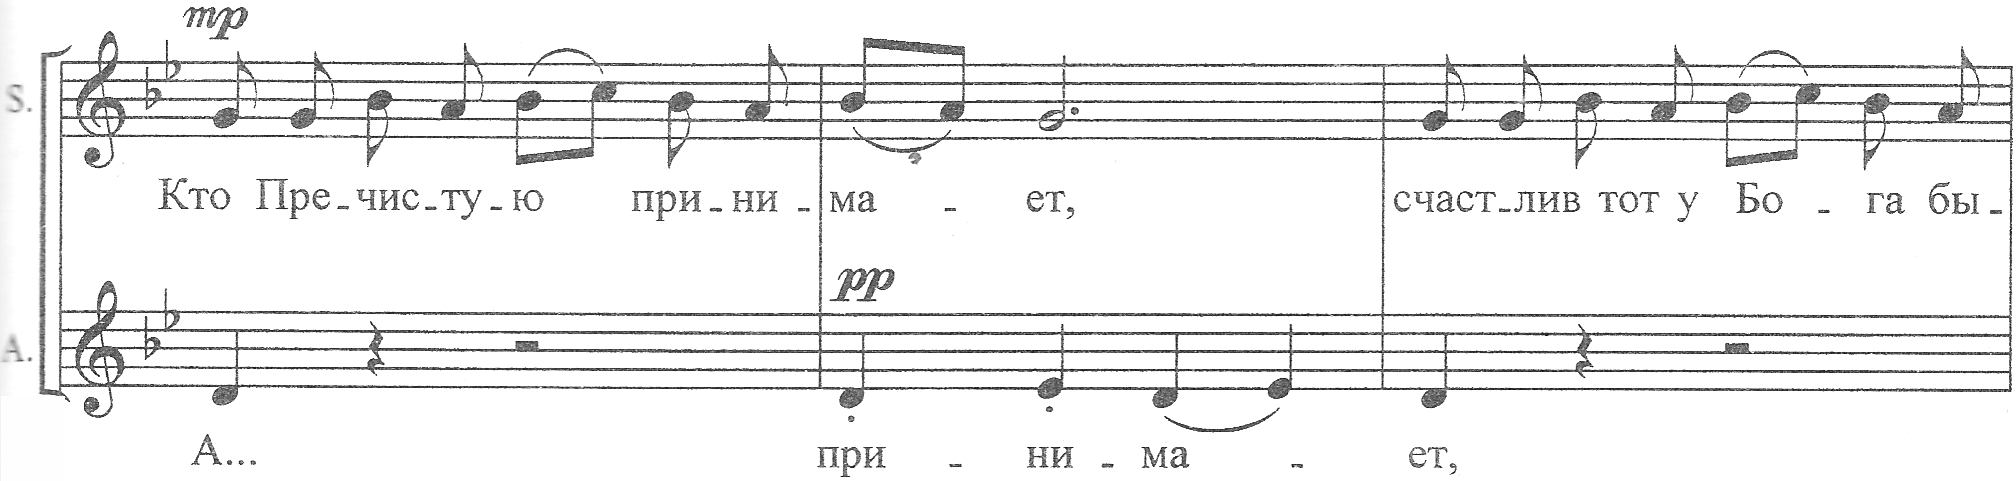 mp
S.
Кто Пре-чис-ту-ю при-ни-ма-ет, счаст-лив тот у Бо-га бы-
pp
A.
А... при-ни-ма-ет,